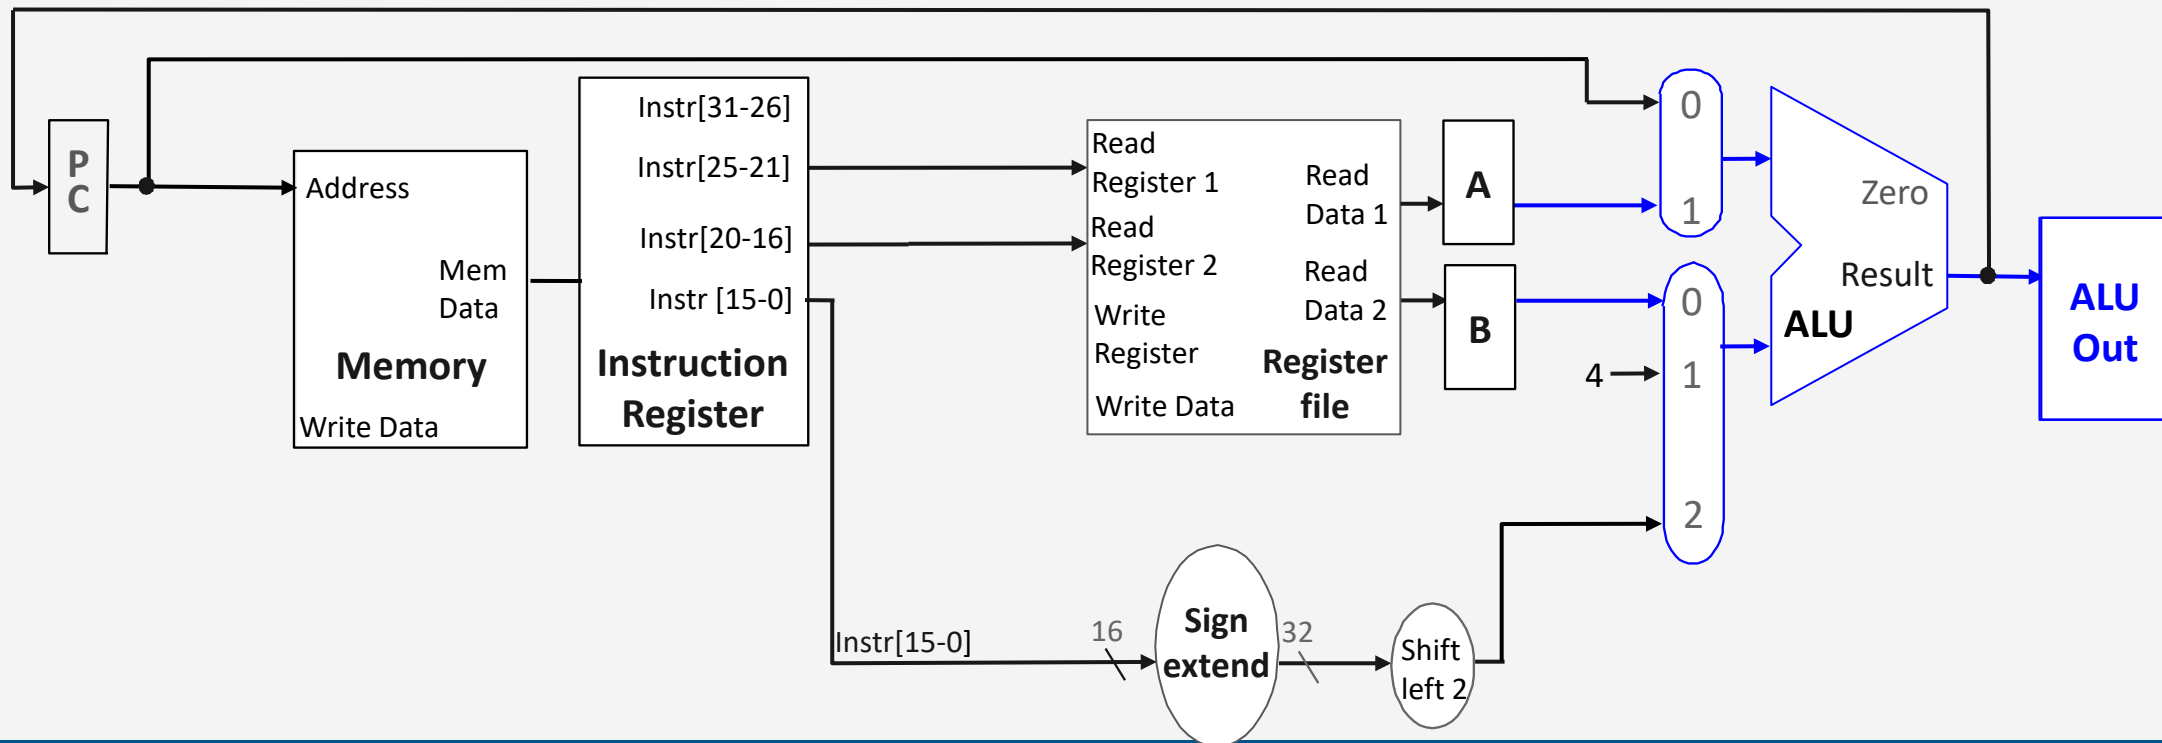 P
C
Address
Mem
Data
Memory
Write Data
Instr[31-26]
Instr[25-21]
Instr[20-16]
Instr [15-0]
Instruction
Register
Instr[15-0]
Read
Register 1
Read
Register 2
Write
Register
Write Data
Read
Data 1
Read
Data 2
Register
file
16
Sign
extend
32
Shift
left 2
A
B
4
0
1
0
1
2
Zero
Result
ALU
ALU
Out